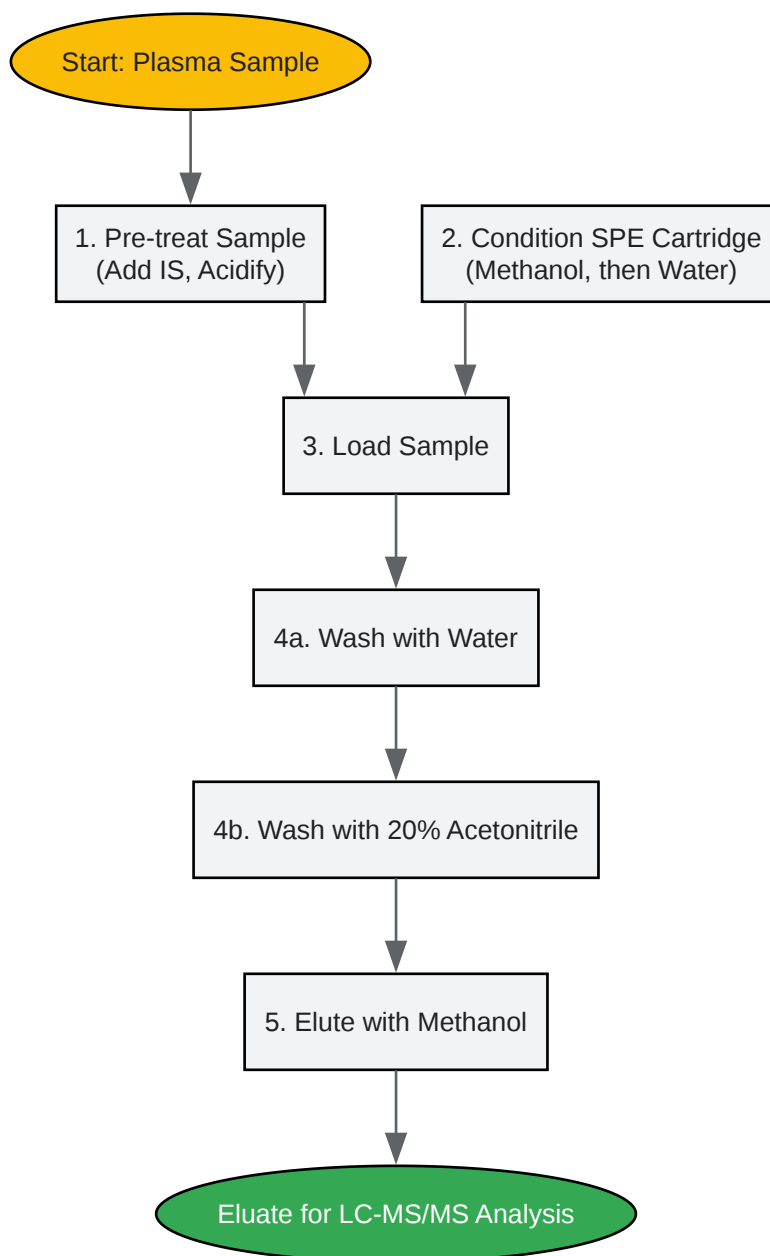 Start: Plasma Sample
1. Pre-treat Sample
(Add IS, Acidify)
2. Condition SPE Cartridge
(Methanol, then Water)
3. Load Sample
4a. Wash with Water
4b. Wash with 20% Acetonitrile
5. Elute with Methanol
Eluate for LC-MS/MS Analysis